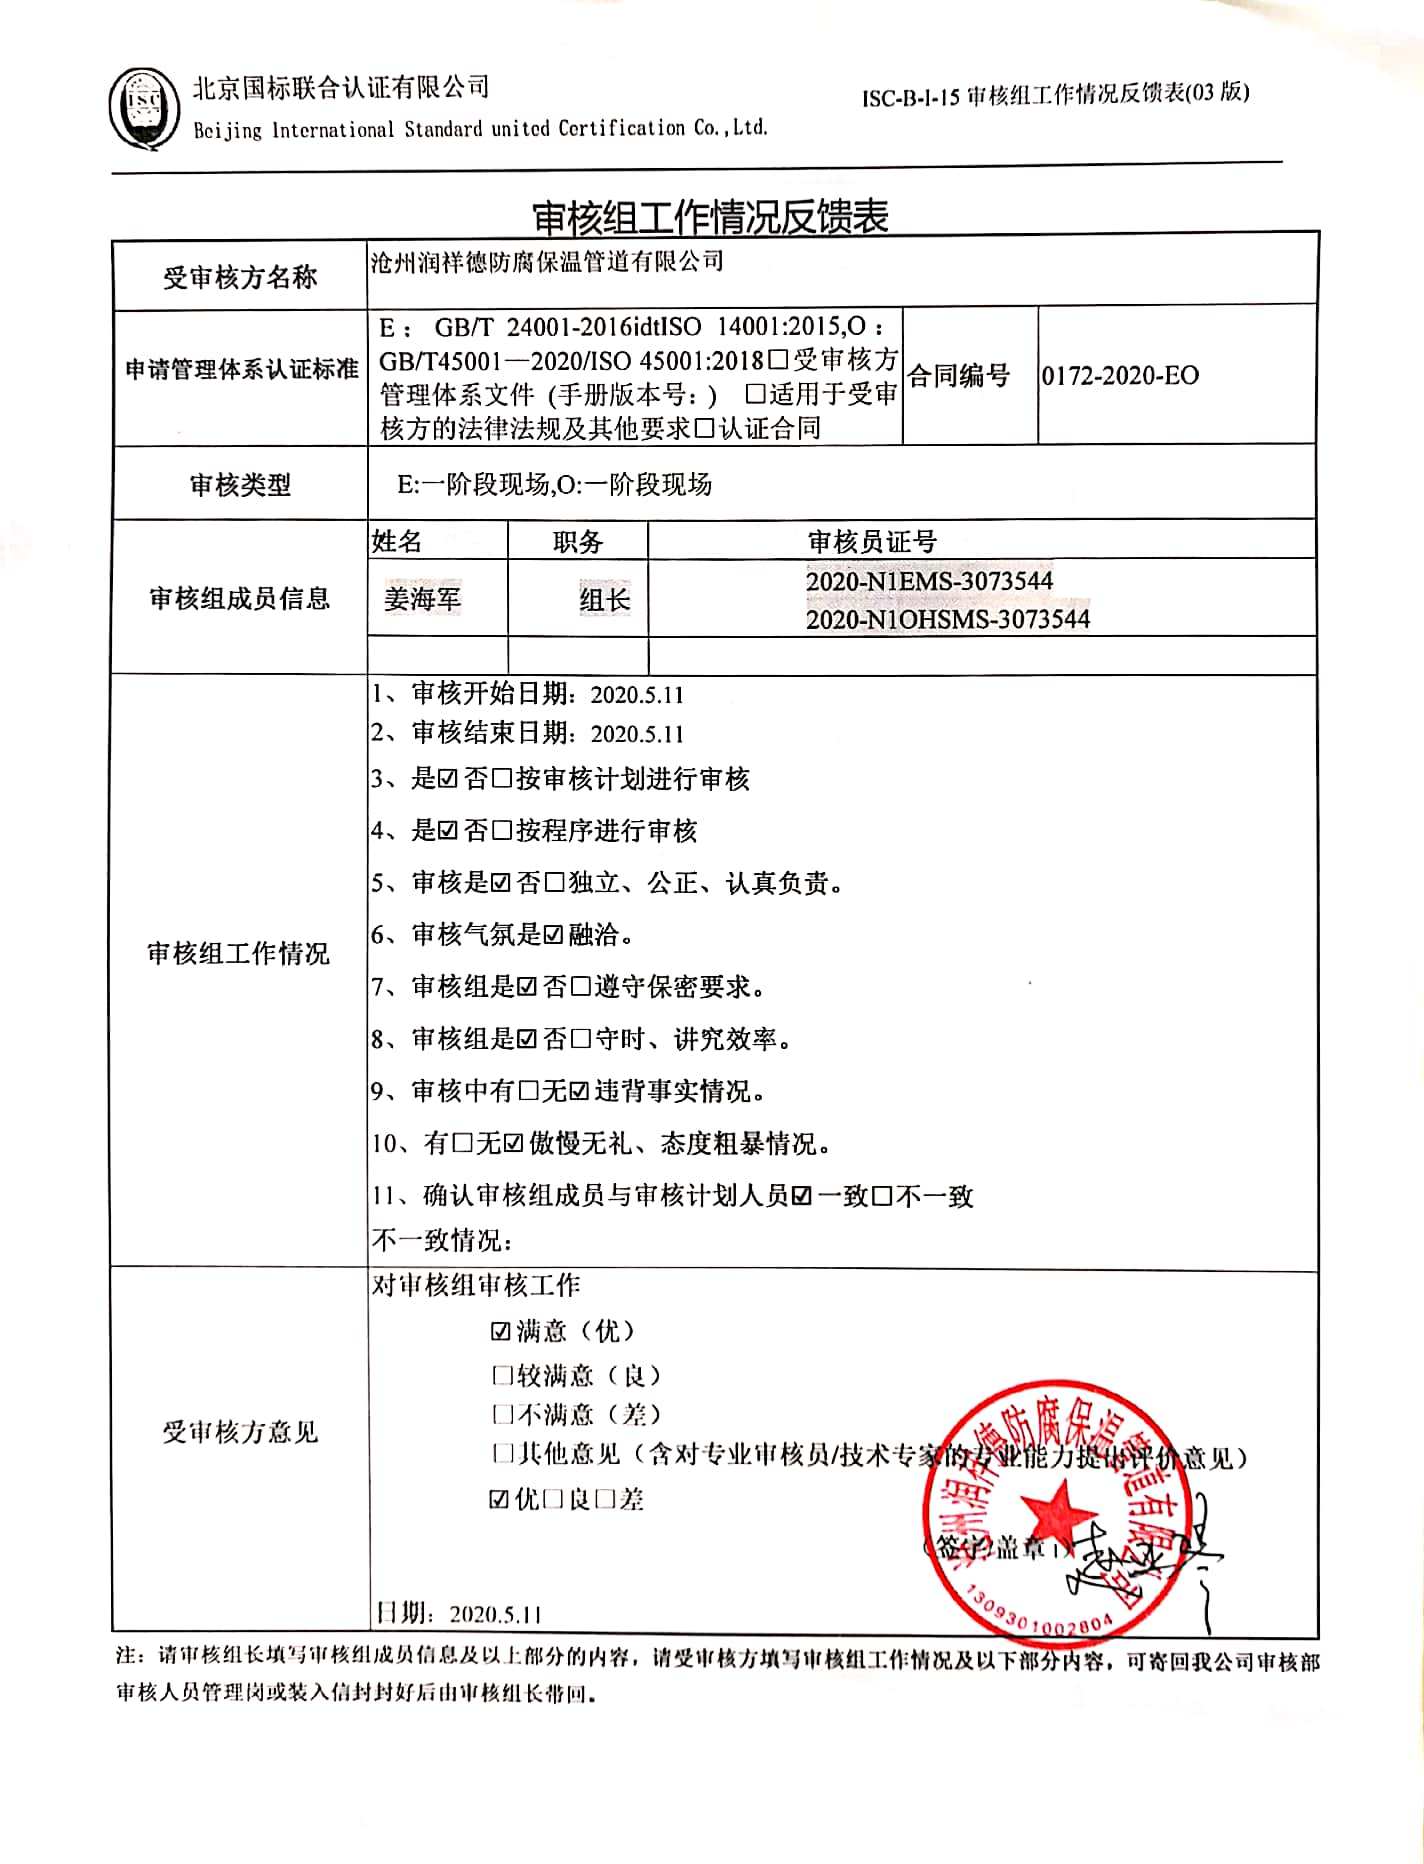 ISC
北京国标联合认证有限公司
Beijing International Standard united Certification Co.,Ltd.
ISC-B-I-15 审核组工作情况反馈表(03 版)
审核组工作情况反馈表
受审核方名称
沧州润祥德防腐保温管道有限公司
申请管理体系认证标准
E： GB/T 24001-2016idtISO 14001:2015,O：
GB/T45001—2020/ISO 45001:2018□受审核方
管理体系文件 (手册版本号: ) □适用于受审
核方的法律法规及其他要求□认证合同
合同编号
0172-2020-EO
审核类型
E:一阶段现场,O:一阶段现场
审核组成员信息
姓名 职务 审核员证号
姜海军 组长
2020-N1EMS-3073544
2020-N1OHSMS-3073544
审核组工作情况
1、审核开始日期：2020.5.11
2、审核结束日期：2020.5.11
3、是☑ 否□按审核计划进行审核
4、是☑ 否□按程序进行审核
5、审核是☑ 否□独立、公正、认真负责。
6、审核气氛是☑ 融洽。
7、审核组是☑ 否□遵守保密要求。
8、审核组是☑ 否□守时、讲究效率。
9、审核中有□无☑ 违背事实情况。
10、有□无☑ 傲慢无礼、态度粗暴情况。
11、确认审核组成员与审核计划人员☑ 一致□不一致
不一致情况：
受审核方意见
对审核组审核工作
☑ 满意（优）
□较满意（良）
□不满意（差）
□其他意见（含对专业审核员/技术专家的专业能力提出评价意见）
☑ 优□良□差
（签字/盖章）
沧州润祥德防腐保温管道有限公司
1309301002804
日期：2020.5.11
注：请审核组长填写审核组成员信息及以上部分的内容，请受审核方填写审核组工作情况及以下部分内容，可寄回我公司审核部
审核人员管理岗或装入信封封好后由审核组长带回。